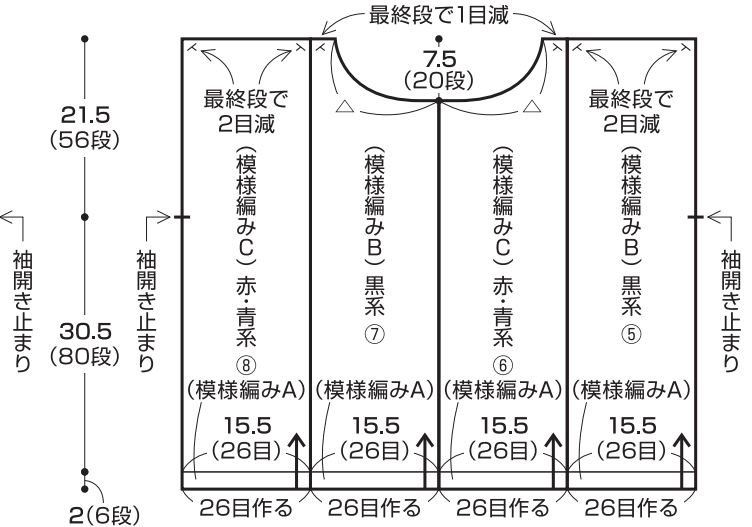 最終段で1目減
7.5
(20段)
21.5
(56段)
最終段で
2目減
△
△
最終段で
2目減
(模様編みC)赤・青系⑧
(模様編みB)黒系⑦
(模様編みC)赤・青系⑥
(模様編みB)黒系⑤
袖開き止まり
袖開き止まり
袖開き止まり
30.5
(80段)
(模様編みA)
(模様編みA)
(模様編みA)
(模様編みA)
15.5
(26目)
15.5
(26目)
15.5
(26目)
15.5
(26目)
2(6段)
26目作る
26目作る
26目作る
26目作る